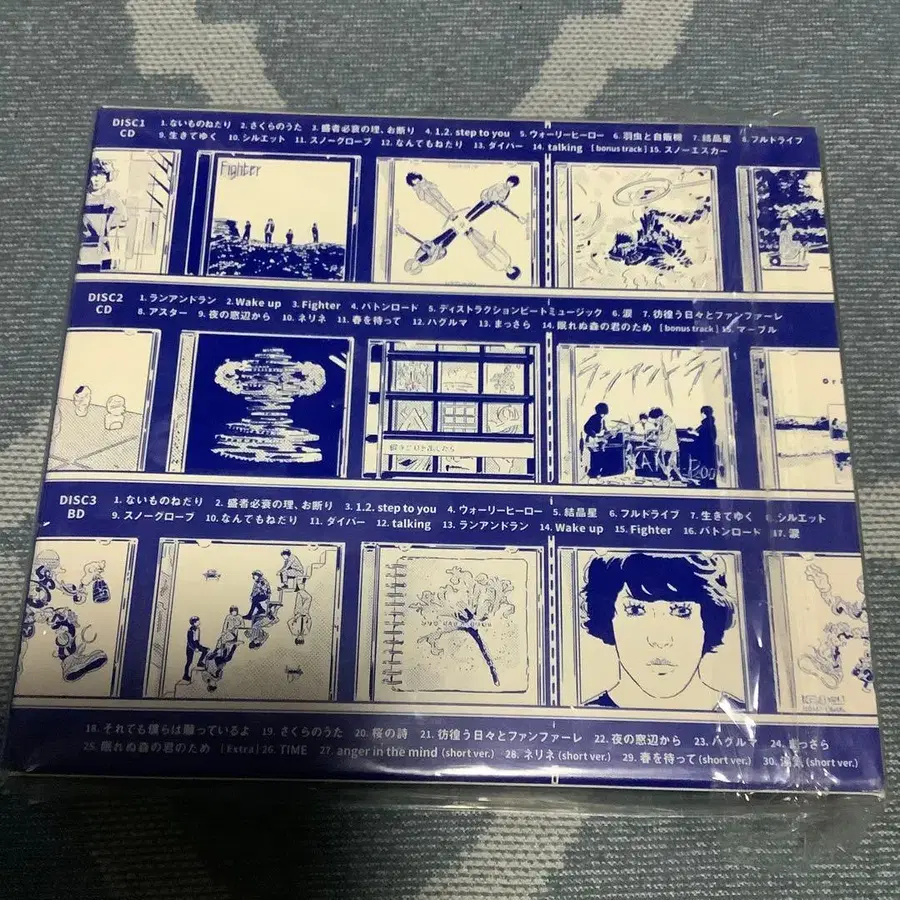 DISC1 1. ないものねだり 2. さくらのうた 3. 盛者必衰の理、お断り 4. 1.2. step to you 5. ウォーリーヒーロー 6. 羽虫と自販機 7. 結晶星 8. フルドライブ
CD 9. 生きてゆく 10. シルエット 11. スノーグローブ 12. なんでもねだり 13. ダイバー 14. talking [bonus track] 15. スノーエスカー
Fighter
DISC2 1. ランアンドラン 2. Wake up 3. Fighter 4. バトンロード 5. ディストラクションビートミュージック 6. 涙 7. 彷徨う日々とファンファーレ
CD 8. アスター 9. 夜の窓辺から 10. ネリネ 11. 春を待って 12. ハグルマ 13. まっさら 14. 眠れぬ森の君のため [bonus track] 15. マーブル
ランアンドラン
DISC3 1. ないものねだり 2. 盛者必衰の理、お断り 3. 1.2. step to you 4. ウォーリーヒーロー 5. 結晶星 6. フルドライブ 7. 生きてゆく 8. シルエット
BD 9. スノーグローブ 10. なんでもねだり 11. ダイバー 12. talking 13. ランアンドラン 14. Wake up 15. Fighter 16. バトンロード 17. 涙
18. それでも僕らは願っているよ 19. さくらのうた 20. 桜の詩 21. 彷徨う日々とファンファーレ 22. 夜の窓辺から 23. ハグルマ 24. まっさら
25. 眠れぬ森の君のため [Extra] 26. TIME 27. anger in the mind (short ver.) 28. ネリネ (short ver.) 29. 春を待って (short ver.) 30. (short ver.)